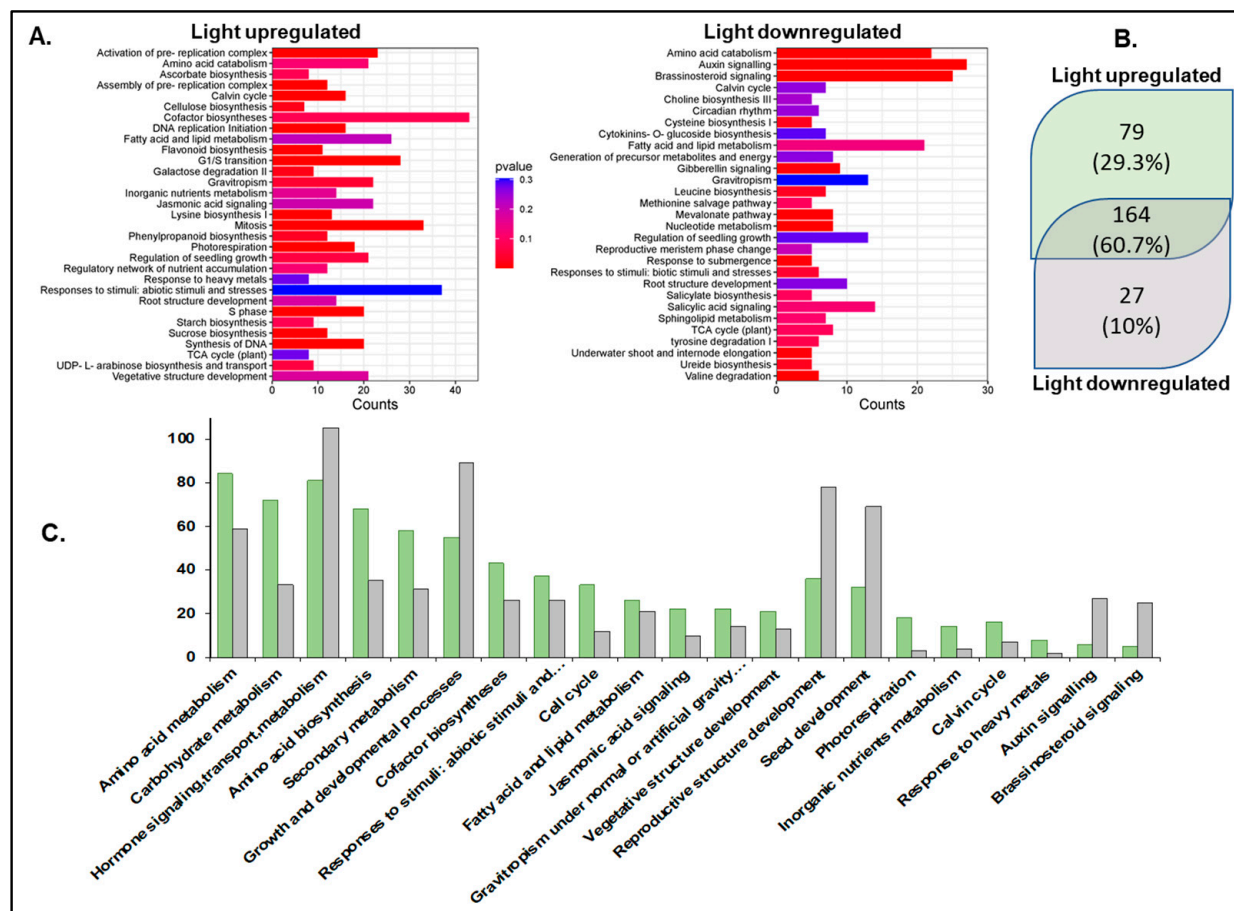 A.
Light upregulated
Activation of pre- replication complex
Amino acid catabolism
Ascorbate biosynthesis
Assembly of pre- replication complex
Calvin cycle
Cellulose biosynthesis
Cofactor biosyntheses
DNA replication Initiation
Fatty acid and lipid metabolism
Flavonoid biosynthesis
G1/S transition
Galactose degradation II
Gravitropism
Inorganic nutrients metabolism
Jasmonic acid signaling
Lysine biosynthesis I
Mitosis
Phenylpropanoid biosynthesis
Photorespiration
Regulation of seedling growth
Regulatory network of nutrient accumulation
Response to heavy metals
Responses to stimuli: abiotic stimuli and stresses
Root structure development
S phase
Starch biosynthesis
Sucrose biosynthesis
Synthesis of DNA
TCA cycle (plant)
UDP- L- arabinose biosynthesis and transport
Vegetative structure development
0 10 20 30 40
Counts
pvalue
0.3
0.2
0.1
Light downregulated
Amino acid catabolism
Auxin signalling
Brassinosteroid signaling
Calvin cycle
Choline biosynthesis III
Circadian rhythm
Cysteine biosynthesis I
Cytokinins- O- glucoside biosynthesis
Fatty acid and lipid metabolism
Generation of precursor metabolites and energy
Gibberellin signaling
Gravitropism
Leucine biosynthesis
Methionine salvage pathway
Mevalonate pathway
Nucleotide metabolism
Regulation of seedling growth
Reproductive meristem phase change
Response to submergence
Responses to stimuli: biotic stimuli and stresses
Root structure development
Salicylate biosynthesis
Salicylic acid signaling
Sphingolipid metabolism
TCA cycle (plant)
tyrosine degradation I
Underwater shoot and internode elongation
Ureide biosynthesis
Valine degradation
0 10 20 30
Counts
B.
Light upregulated
79
(29.3%)
164
(60.7%)
27
(10%)
Light downregulated
C.
100
80
60
40
20
0
Amino acid metabolism
Carbohydrate metabolism
Hormone signaling,transport,metabolism
Amino acid biosynthesis
Secondary metabolism
Growth and developmental processes
Cofactor biosyntheses
Responses to stimuli: abiotic stimuli and...
Cell cycle
Fatty acid and lipid metabolism
Jasmonic acid signaling
Gravitropism under normal or artificial gravity...
Vegetative structure development
Reproductive structure development
Seed development
Photorespiration
Inorganic nutrients metabolism
Calvin cycle
Response to heavy metals
Auxin signalling
Brassinosteroid signaling